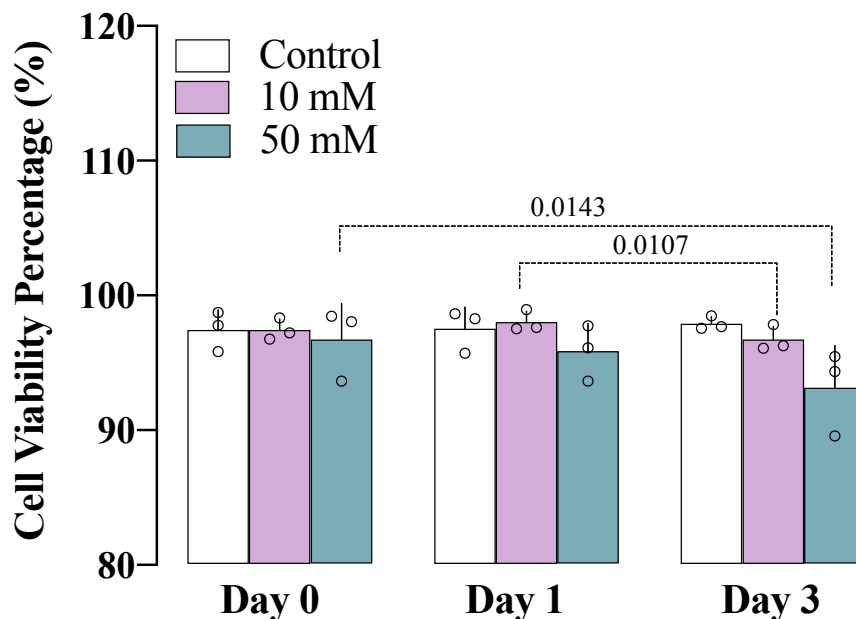 Cell Viability Percentage (%)
120
110
100
90
80
Control
10 mM
50 mM
0.0143
0.0107
Day 0
Day 1
Day 3